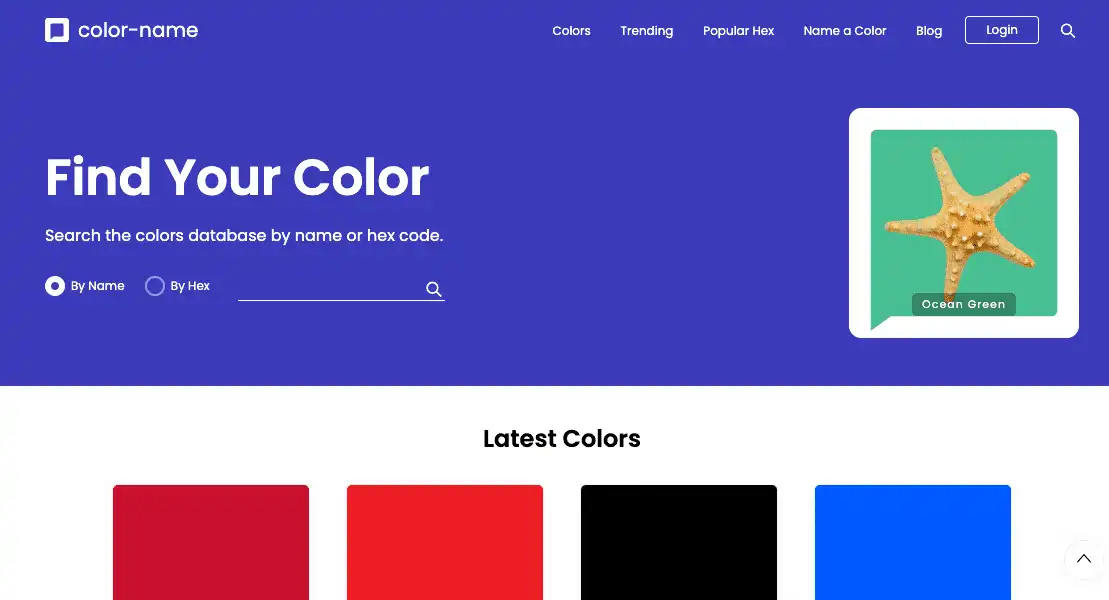 color-name
Colors
Trending
Popular Hex
Name a Color
Blog
Login
Find Your Color
Search the colors database by name or hex code.
By Name
By Hex
Ocean Green
Latest Colors